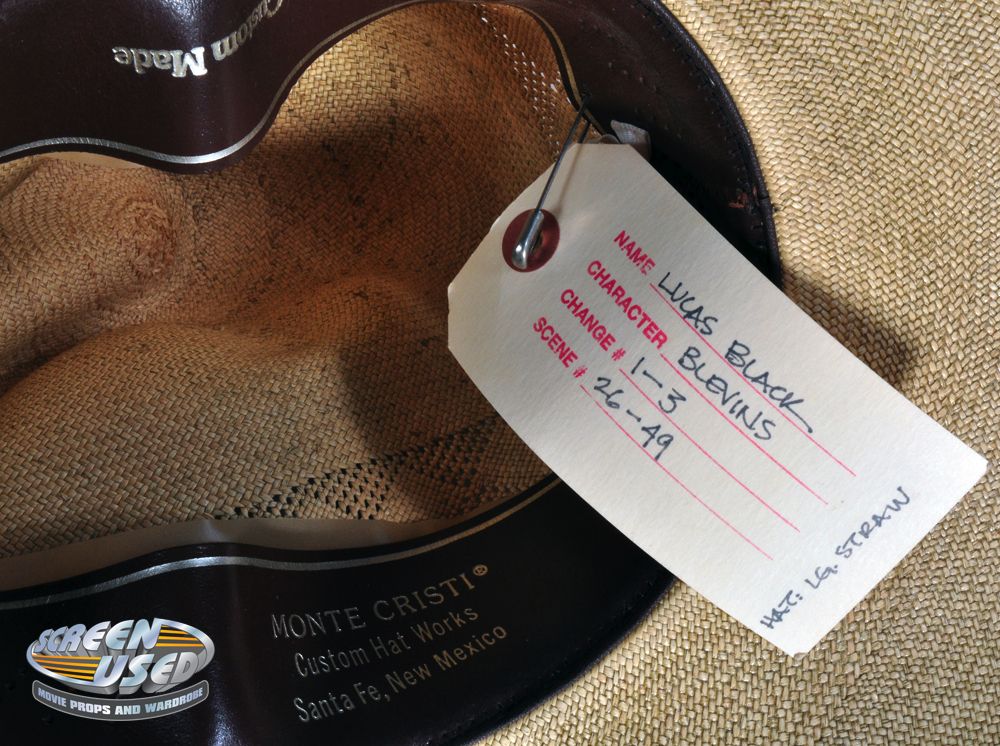 Custom Made
NAME LUCAS BLACK
CHARACTER BLEVINS
CHANGE # 1-3
SCENE # 26-49
HAT: LG. STRAW
MONTE CRISTI®
Custom Hat Works
Santa Fe, New Mexico
SCREEN
USED
MOVIE PROPS AND WARDROBE